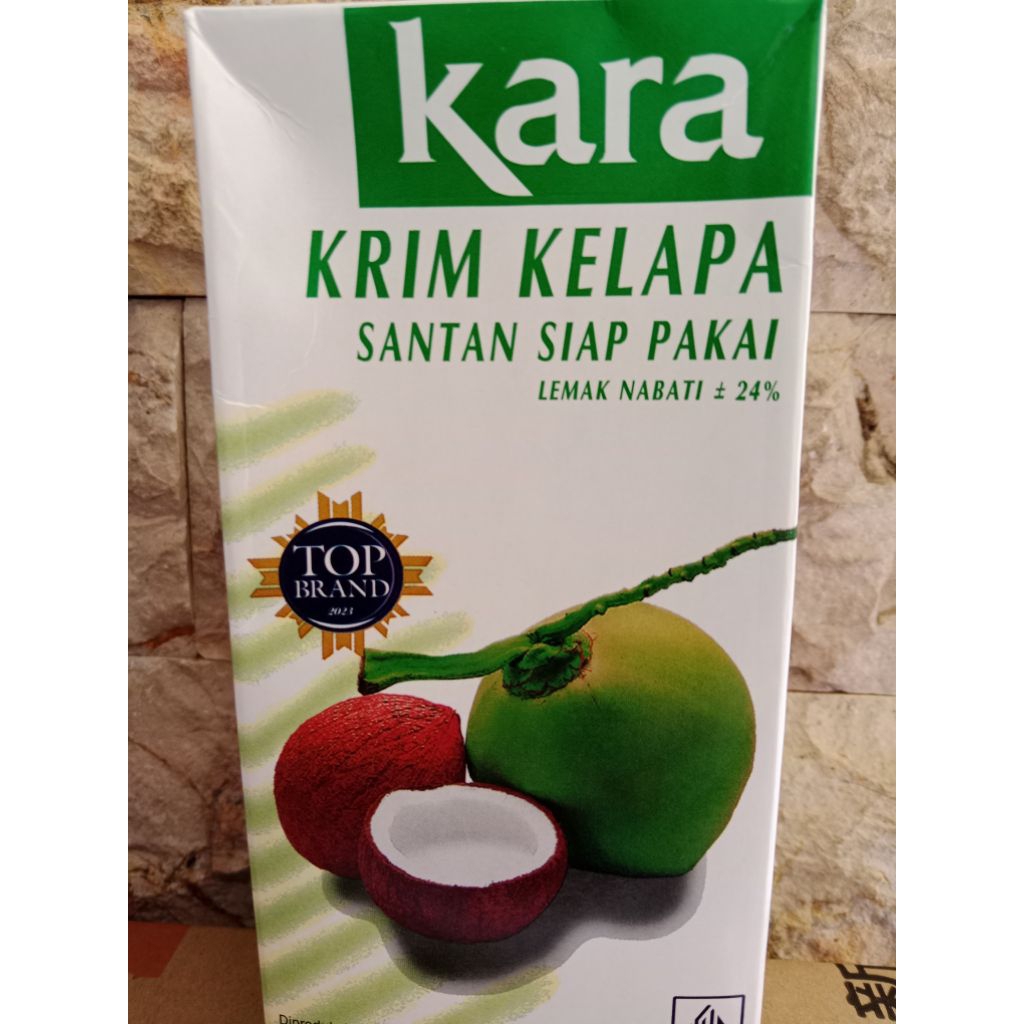 kara
KRIM KELAPA
SANTAN SIAP PAKAI
LEMAK NABATI ± 24%
TOP
BRAND
2023